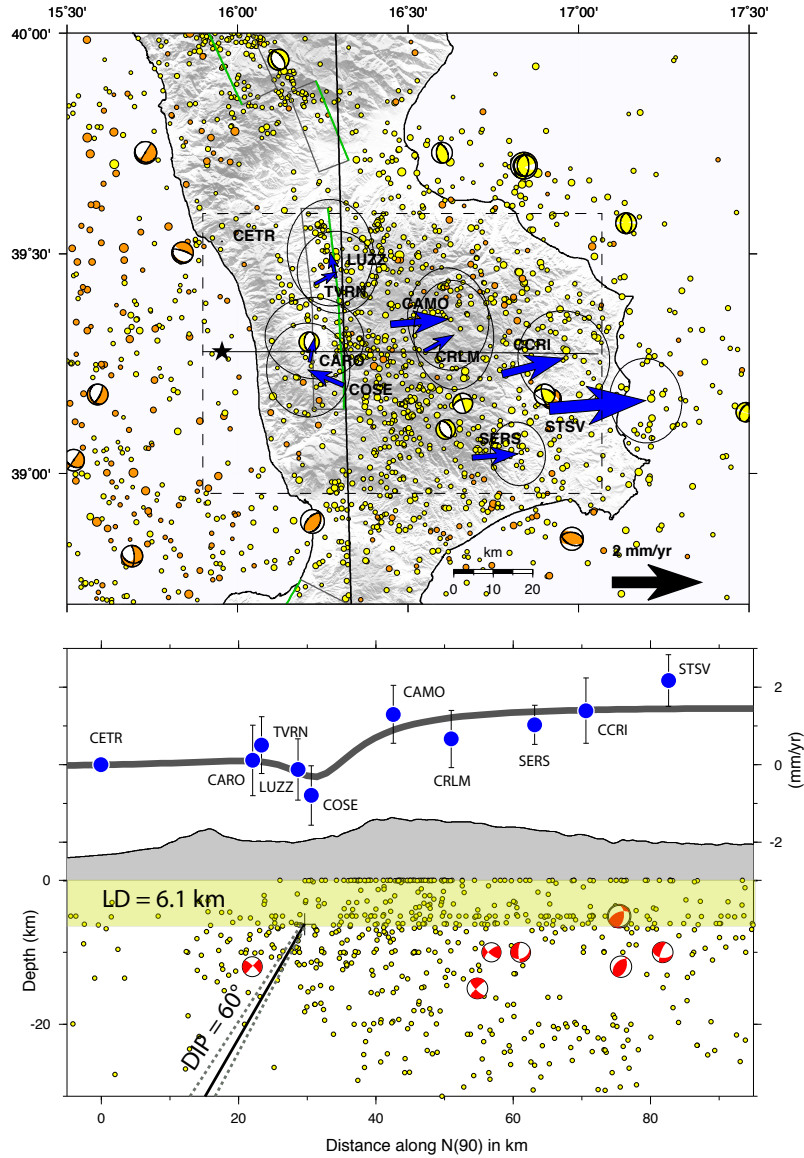 15˚30' 16˚00' 16˚30' 17˚00' 17˚30'
40˚00'
39˚30'
39˚00'
CETR
LUZZ
TVRN
CAMO
CARO
CRLM
CCRI
COSE
STSV
SERS
km
0 10 20
2 mm/yr
STSV
CAMO
CETR
TVRN
CCRI
CARO
LUZZ
SERS
CRLM
COSE
2
0
-2
(mm/yr)
LD = 6.1 km
DIP = 60°
0
-20
Depth (km)
0 20 40 60 80
Distance along N(90) in km